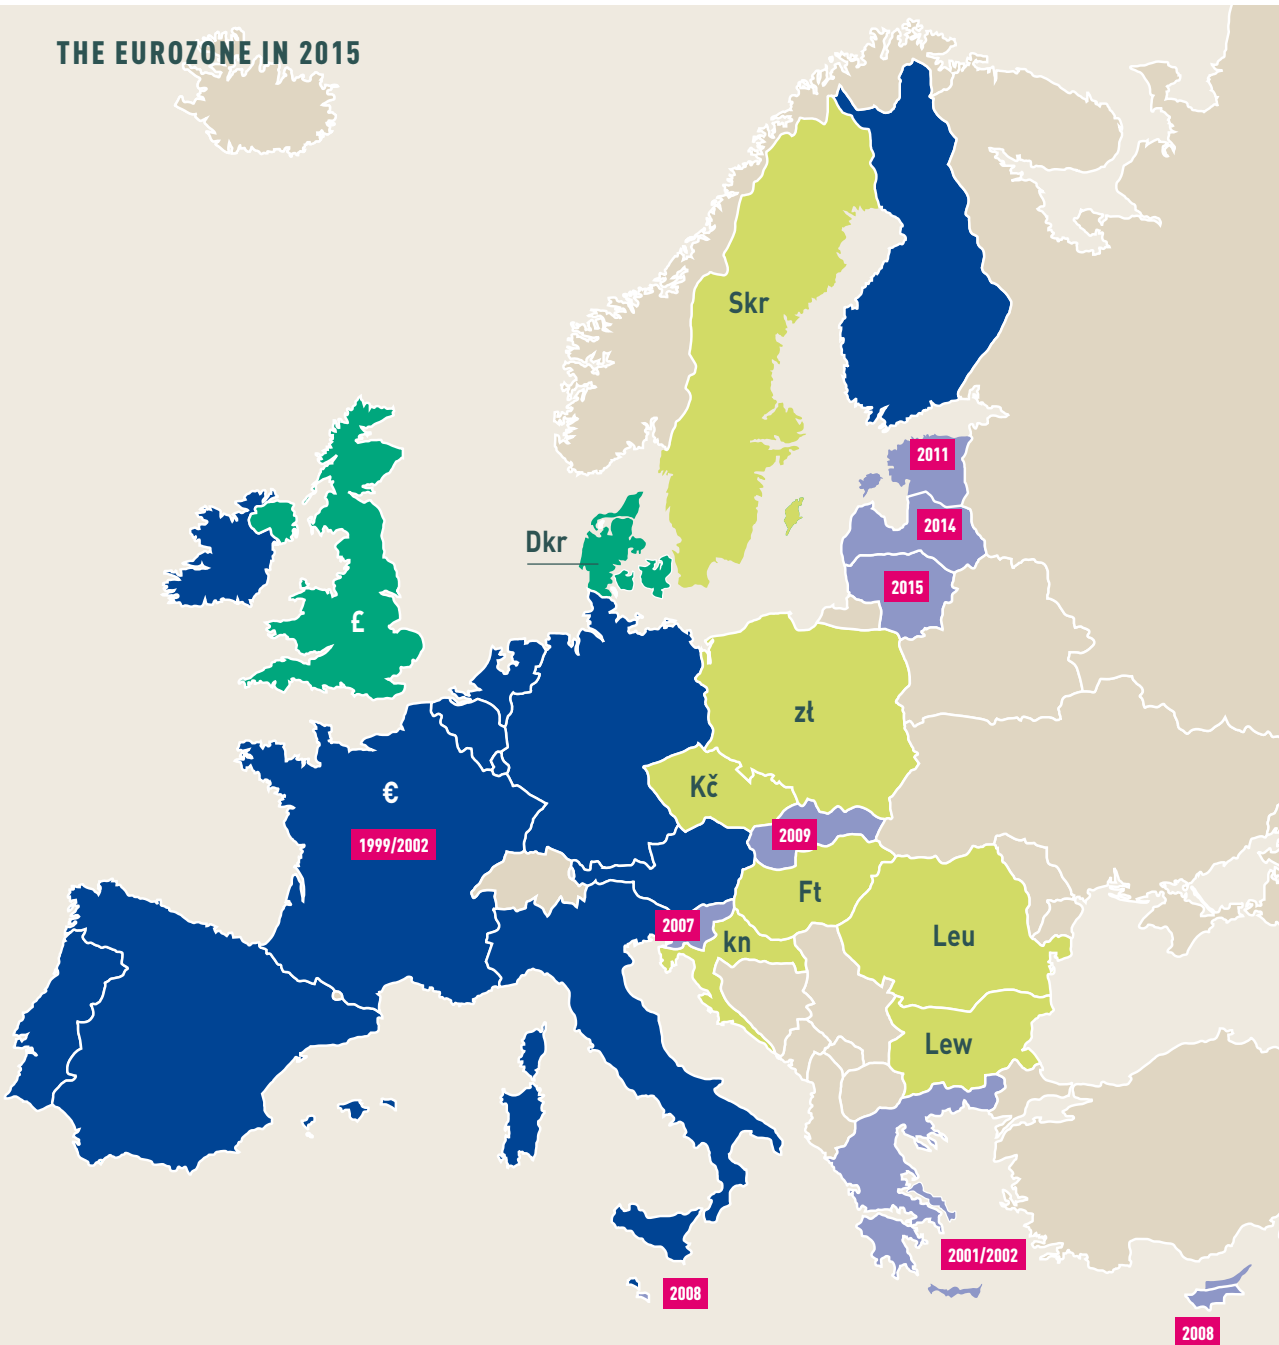 THE EUROZONE IN 2015
Skr
2011
2014
Dkr
2015
£
zł
Kč
€
2009
1999/2002
Ft
2007
kn
Leu
Lew
2001/2002
2008
2008